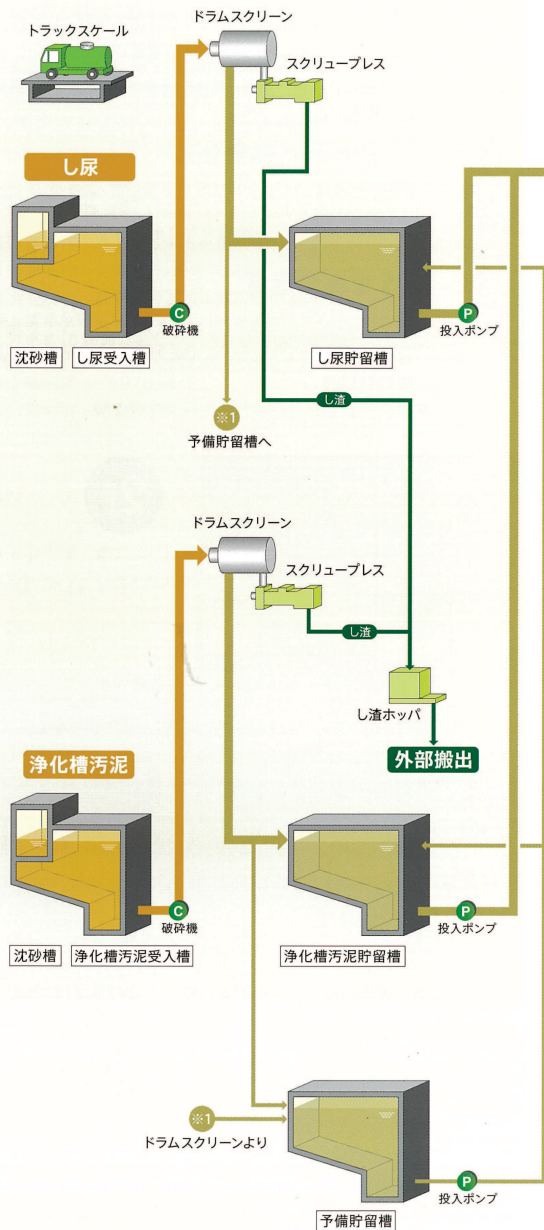 ドラムスクリーン
トラックスケール
スクリュープレス
し尿
C
破砕機
P
投入ポンプ
沈砂槽
し尿受入槽
し尿貯留槽
し渣
※1
予備貯留槽へ
ドラムスクリーン
スクリュープレス
し渣
し渣ホッパ
浄化槽汚泥
外部搬出
C
破砕機
P
投入ポンプ
沈砂槽
浄化槽汚泥受入槽
浄化槽汚泥貯留槽
※1
ドラムスクリーンより
P
投入ポンプ
予備貯留槽